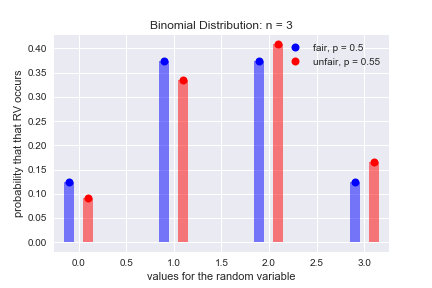 Binomial Distribution: n = 3
fair, p = 0.5
unfair, p = 0.55
probability that that RV occurs
0.40
0.35
0.30
0.25
0.20
0.15
0.10
0.05
0.00
0.0 0.5 1.0 1.5 2.0 2.5 3.0
values for the random variable